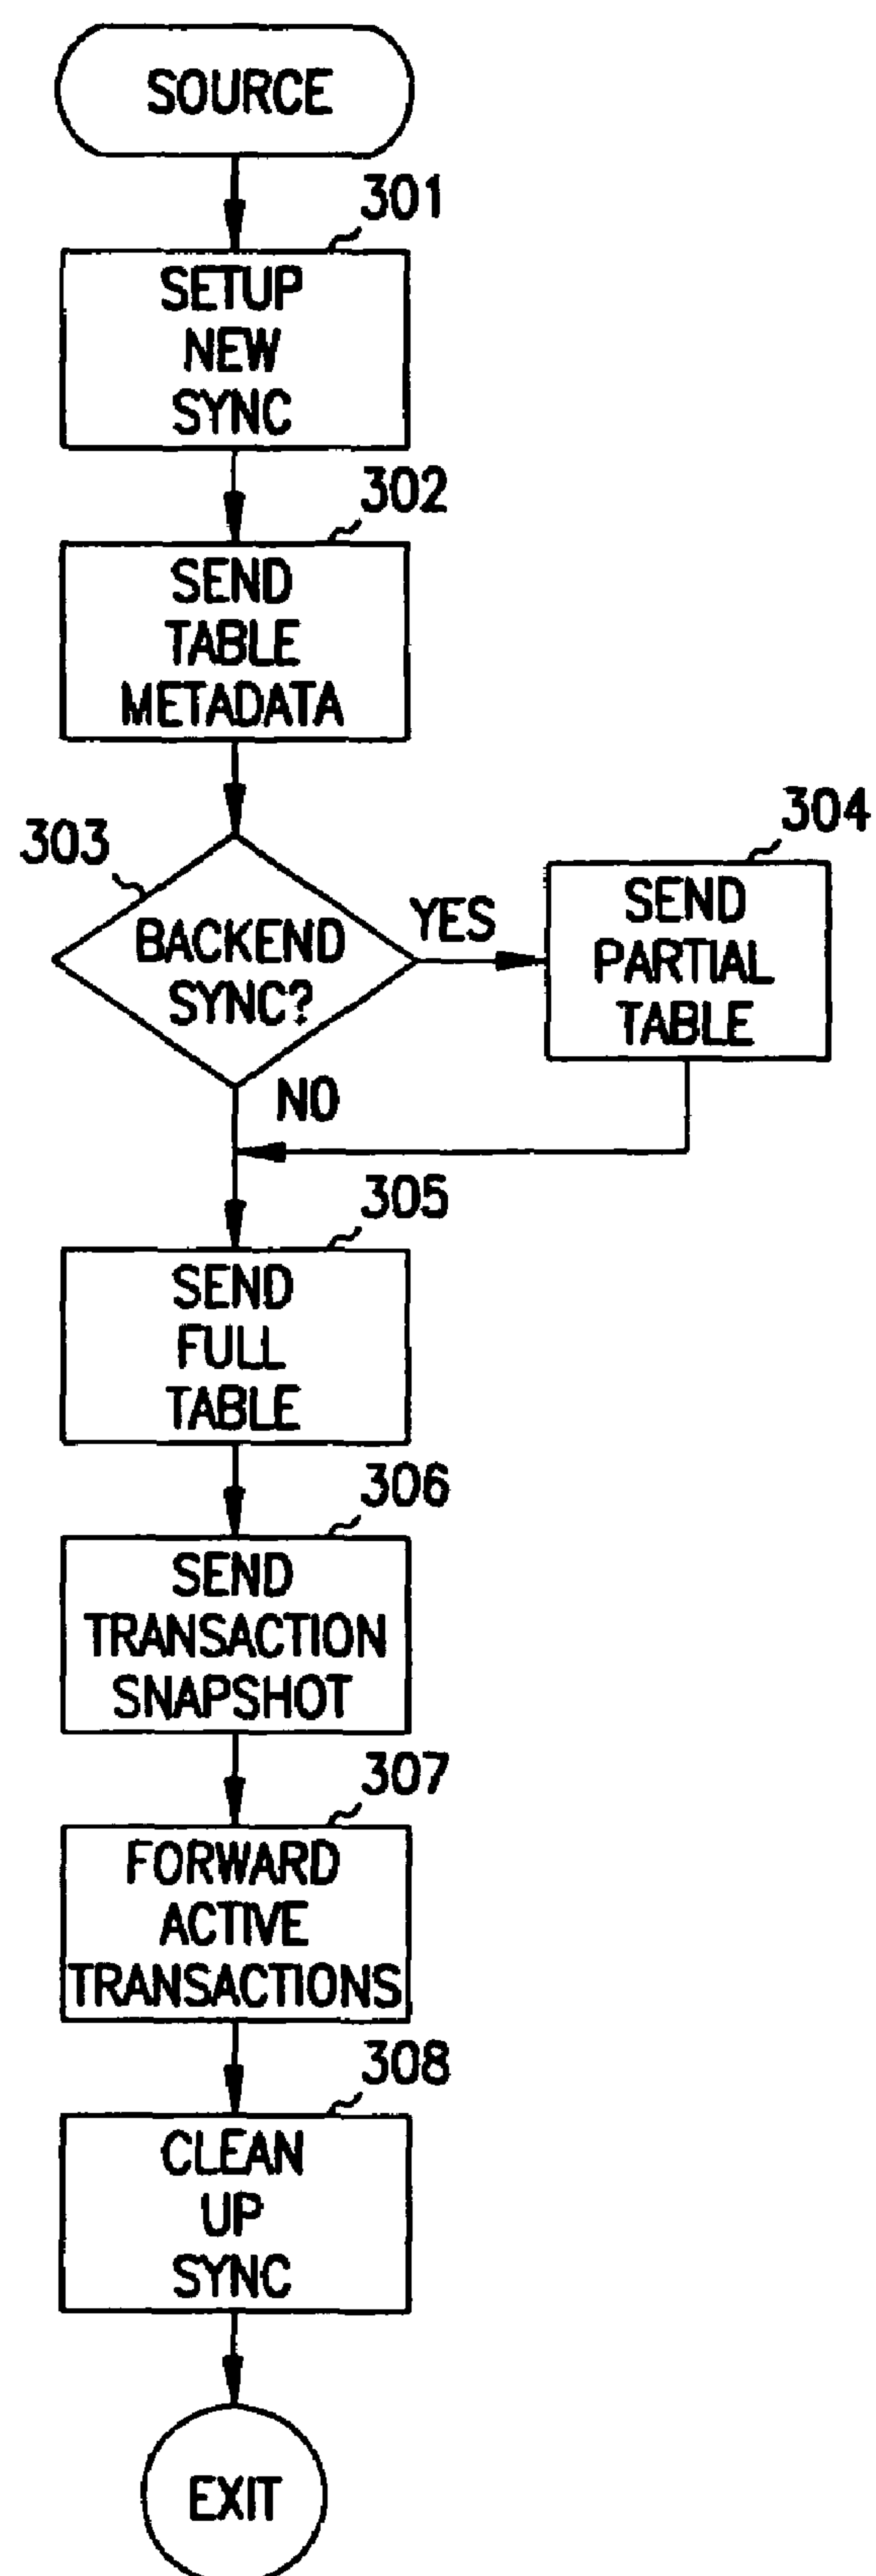 SOURCE
301
SETUP
NEW
SYNC
302
SEND
TABLE
METADATA
303
BACKEND
SYNC?
YES
NO
304
SEND
PARTIAL
TABLE
305
SEND
FULL
TABLE
306
SEND
TRANSACTION
SNAPSHOT
307
FORWARD
ACTIVE
TRANSACTIONS
308
CLEAN
UP
SYNC
EXIT